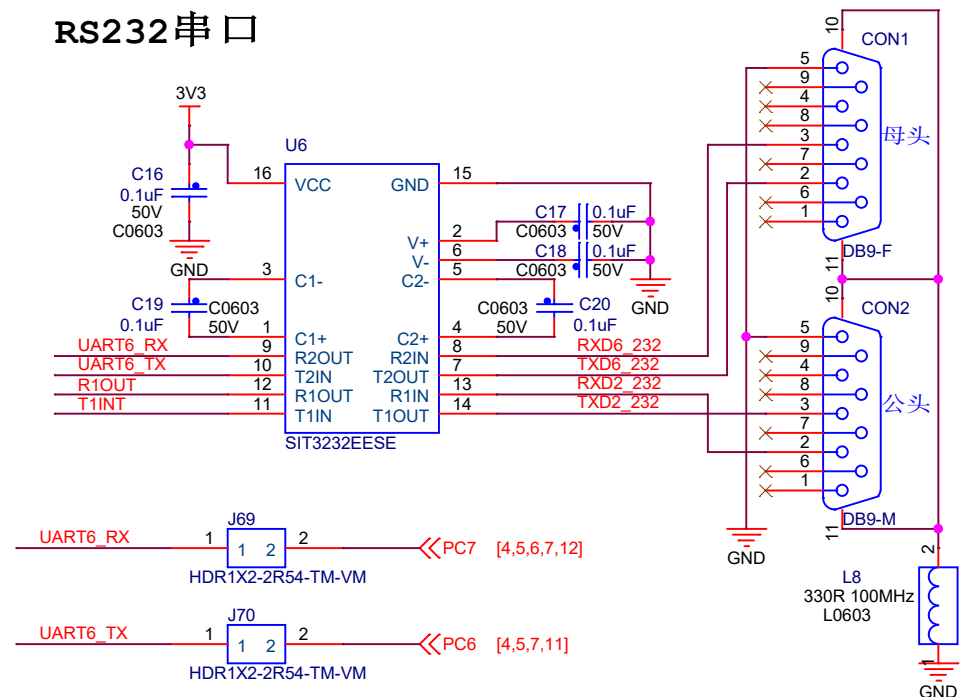 RS232串口
3V3
C16
0.1uF
50V
C0603
GND
U6
16 VCC GND 15
V+ 2
V- 6
3 C1- C2- 5
1 C1+ C2+ 4
9 R2OUT R2IN 8
10 T2IN T2OUT 7
12 R1OUT R1IN 13
11 T1IN T1OUT 14
SIT3232EESE
C17 0.1uF
C0603 50V
C18 0.1uF
C0603 50V
GND
C19 C0603
0.1uF 50V
C0603 C20
50V 0.1uF
UART6_RX
UART6_TX
R1OUT
T1INT
RXD6_232
TXD6_232
RXD2_232
TXD2_232
10
CON1
5
9
4
8
3
7
2
6
1
母头
DB9-F
11
10
CON2
5
9
4
8
3
7
2
6
1
公头
DB9-M
11
GND
2
L8
330R 100MHz
L0603
1
GND
J69
UART6_RX 1 1 2 2 PC7 [4,5,6,7,12]
HDR1X2-2R54-TM-VM
J70
UART6_TX 1 1 2 2 PC6 [4,5,7,11]
HDR1X2-2R54-TM-VM